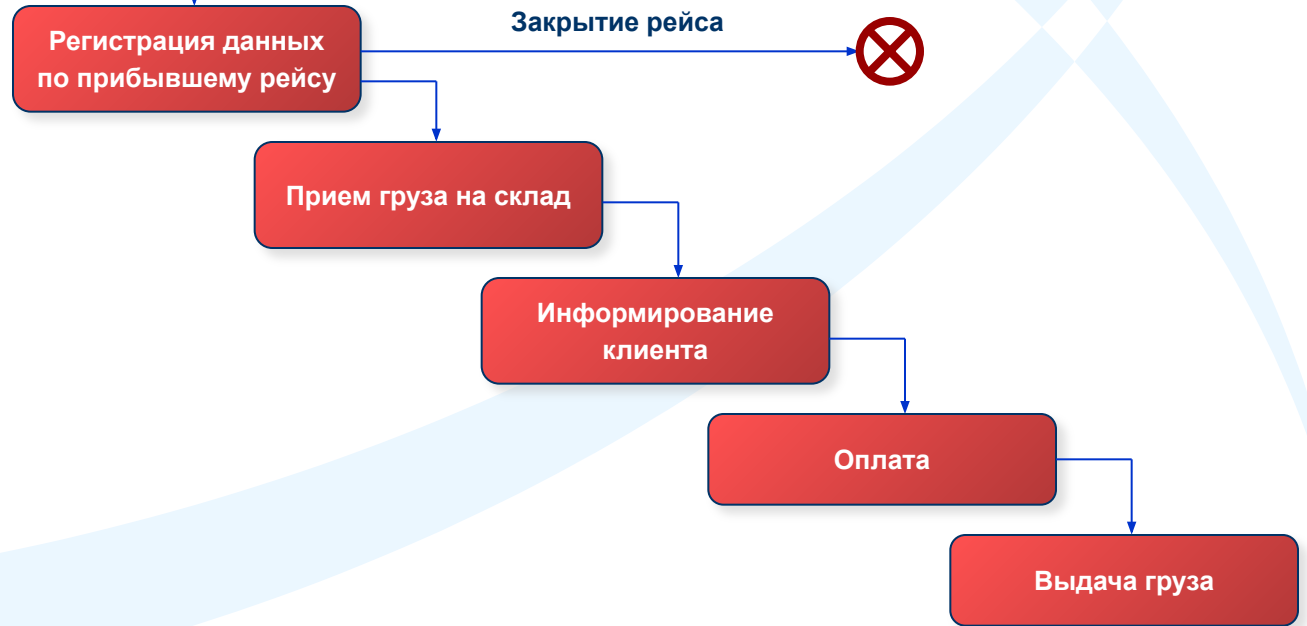 Закрытие рейса
Регистрация данных
по прибывшему рейсу
Прием груза на склад
Информирование
клиента
Оплата
Выдача груза